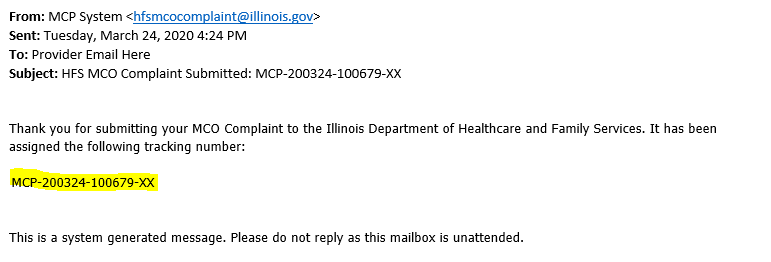 From: MCP System <hfsmcocomplaint@illinois.gov>
Sent: Tuesday, March 24, 2020 4:24 PM
To: Provider Email Here
Subject: HFS MCO Complaint Submitted: MCP-200324-100679-XX
Thank you for submitting your MCO Complaint to the Illinois Department of Healthcare and Family Services. It has been
assigned the following tracking number:
MCP-200324-100679-XX
This is a system generated message. Please do not reply as this mailbox is unattended.